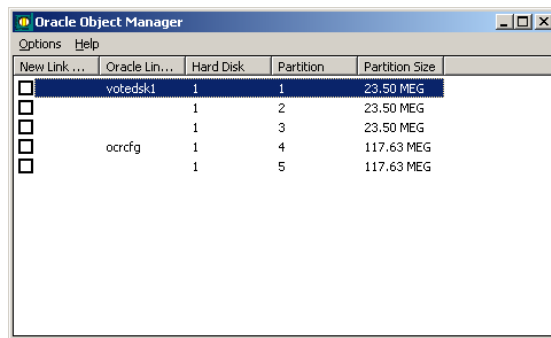 Oracle Object Manager
Options Help
New Link ... Oracle Lin... Hard Disk Partition Partition Size
votedsk1 1 1 23.50 MEG
1 2 23.50 MEG
1 3 23.50 MEG
ocrcfg 1 4 117.63 MEG
1 5 117.63 MEG